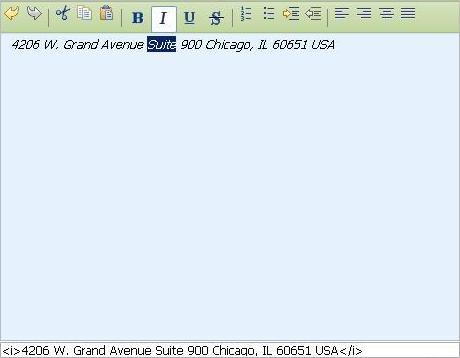 B I U S
4206 W. Grand Avenue Suite 900 Chicago, IL 60651 USA
<i>4206 W. Grand Avenue Suite 900 Chicago, IL 60651 USA</i>